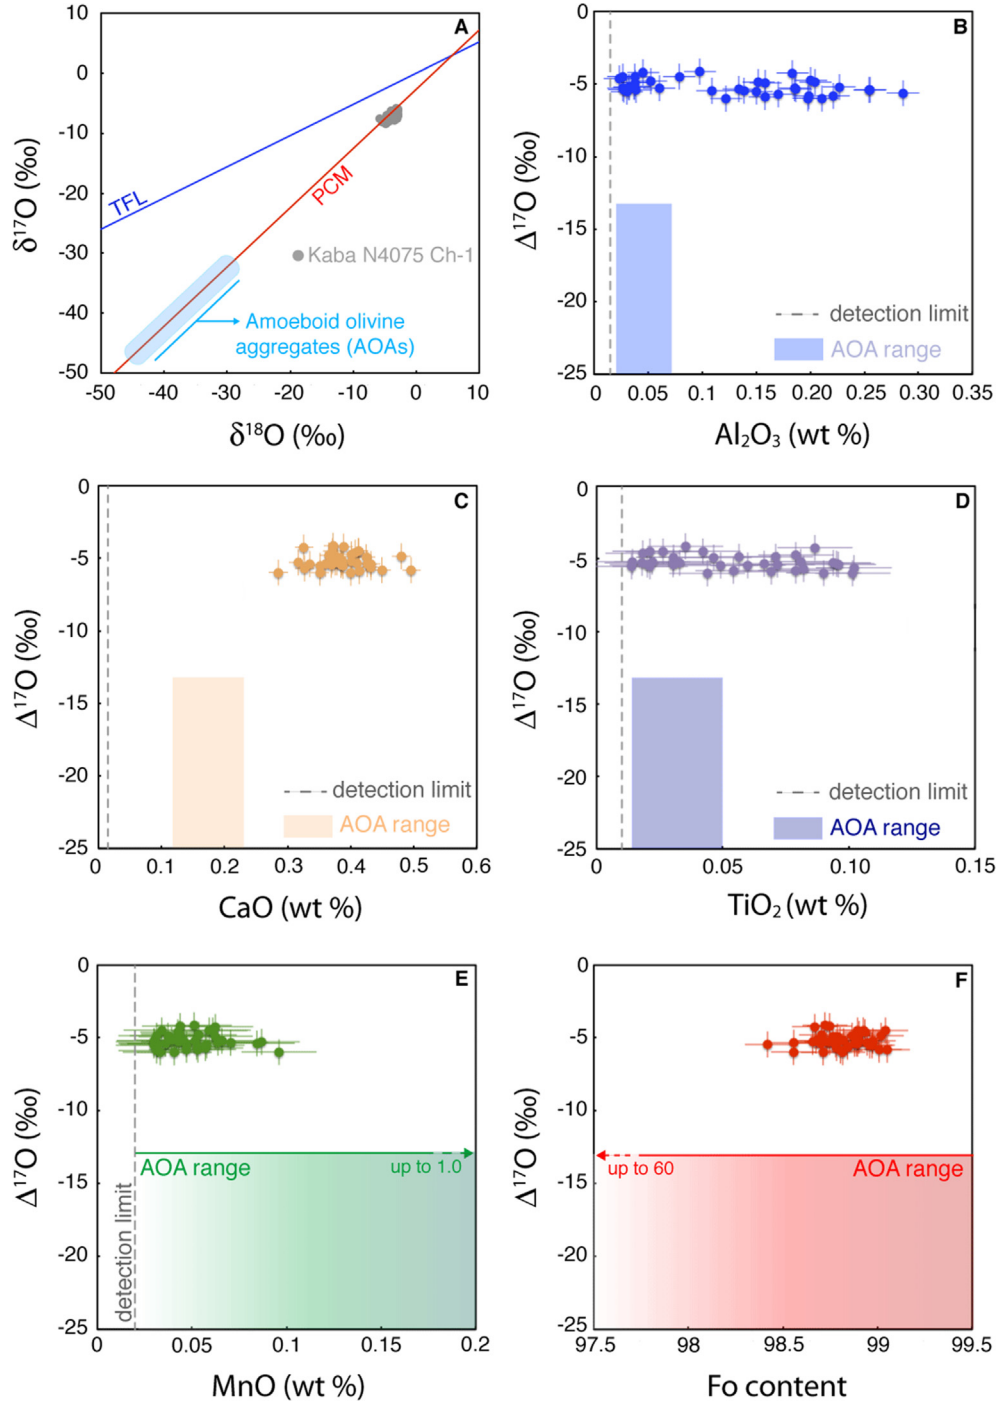 A
10
0
-10
-20
-30
-40
-50
-50
-40
-30
-20
-10
0
10
δ¹⁷O (‰)
δ¹⁸O (‰)
TFL
PCM
Kaba N4075 Ch-1
Amoeboid olivine
aggregates (AOAs)
B
0
-5
-10
-15
-20
-25
0
0.05
0.1
0.15
0.20
0.25
0.30
0.35
Δ¹⁷O (‰)
Al₂O₃ (wt %)
detection limit
AOA range
C
0
-5
-10
-15
-20
-25
0
0.1
0.2
0.3
0.4
0.5
0.6
Δ¹⁷O (‰)
CaO (wt %)
detection limit
AOA range
D
0
-5
-10
-15
-20
-25
0
0.05
0.10
0.15
Δ¹⁷O (‰)
TiO₂ (wt %)
detection limit
AOA range
E
0
-5
-10
-15
-20
-25
0
0.05
0.1
0.15
0.2
Δ¹⁷O (‰)
MnO (wt %)
AOA range
up to 1.0
detection limit
F
0
-5
-10
-15
-20
-25
97.5
98
98.5
99
99.5
Δ¹⁷O (‰)
Fo content
up to 60
AOA range